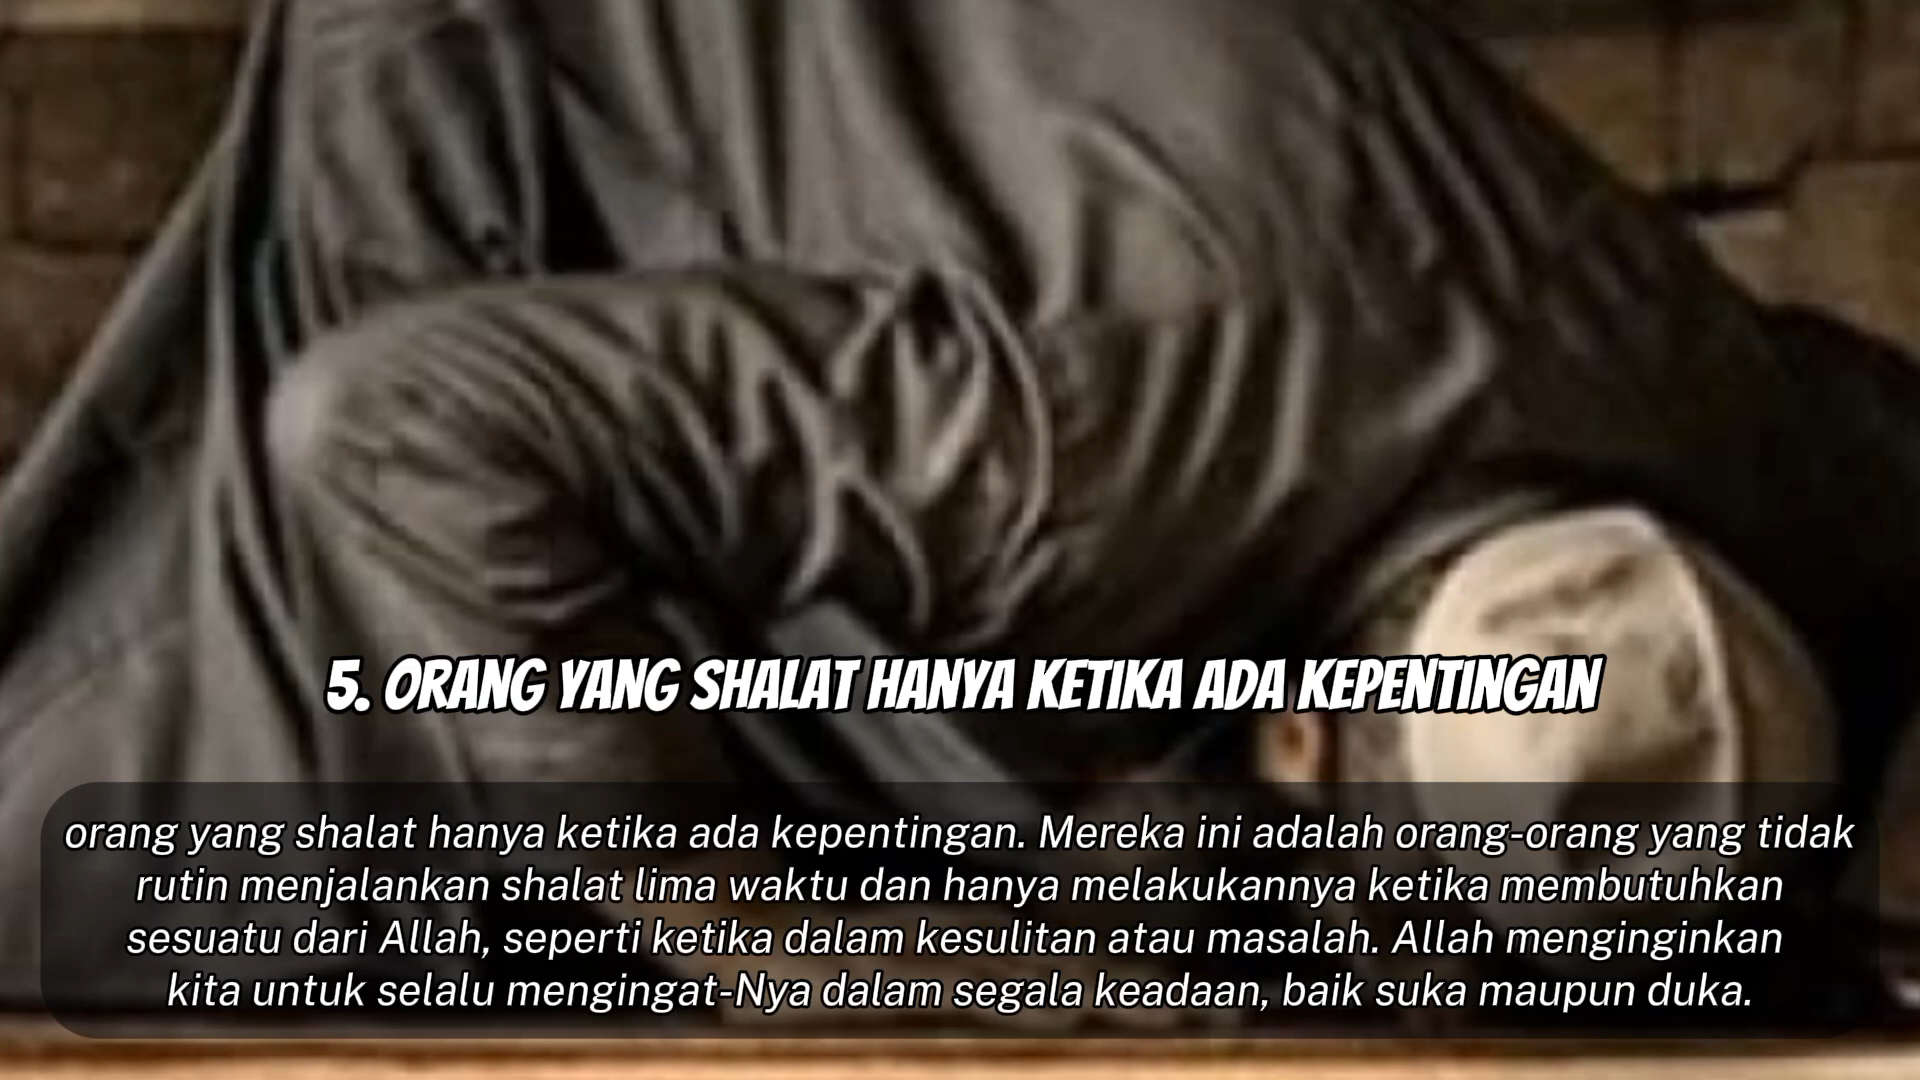 5. ORANG YANG SHALAT HANYA KETIKA ADA KEPENTINGAN
orang yang shalat hanya ketika ada kepentingan. Mereka ini adalah orang-orang yang tidak
rutin menjalankan shalat lima waktu dan hanya melakukannya ketika membutuhkan
sesuatu dari Allah, seperti ketika dalam kesulitan atau masalah. Allah menginginkan
kita untuk selalu mengingat-Nya dalam segala keadaan, baik suka maupun duka.